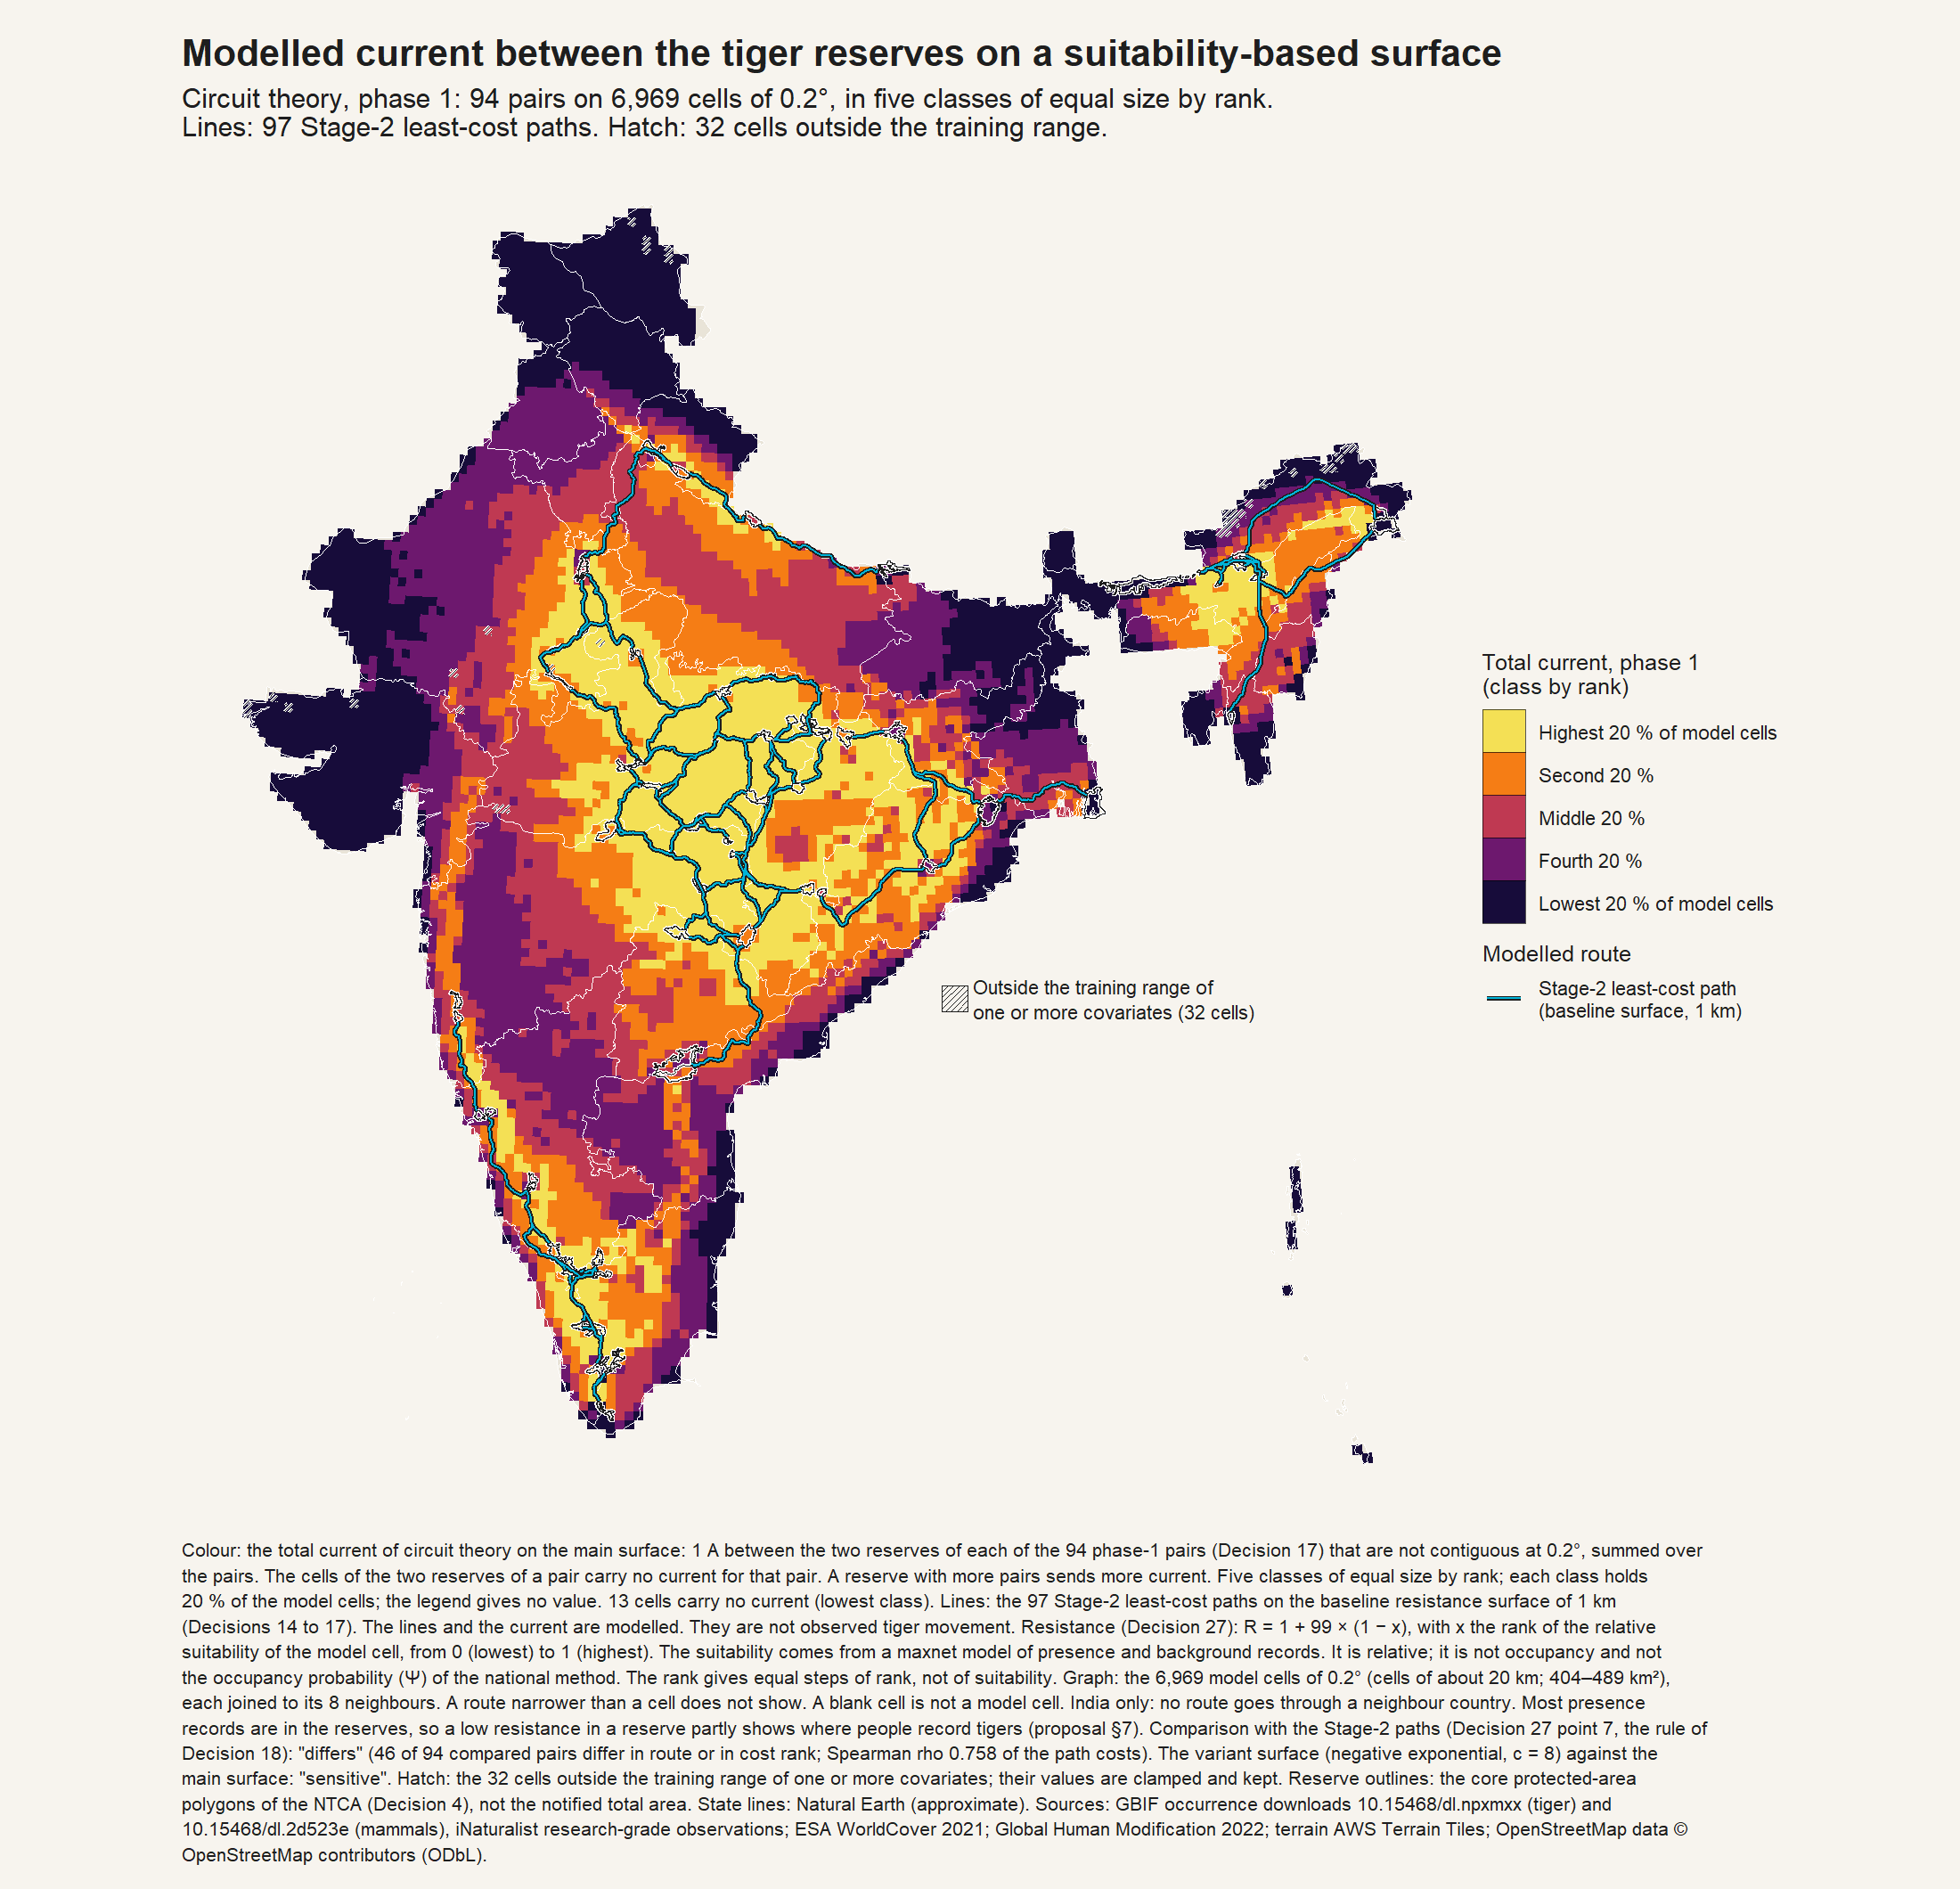 Modelled current between the tiger reserves on a suitability-based surface
Circuit theory, phase 1: 94 pairs on 6,969 cells of 0.2°, in five classes of equal size by rank.
Lines: 97 Stage-2 least-cost paths. Hatch: 32 cells outside the training range.
Total current, phase 1
(class by rank)
Highest 20 % of model cells
Second 20 %
Middle 20 %
Fourth 20 %
Lowest 20 % of model cells
Modelled route
Stage-2 least-cost path
(baseline surface, 1 km)
Outside the training range of
one or more covariates (32 cells)
Colour: the total current of circuit theory on the main surface: 1 A between the two reserves of each of the 94 phase-1 pairs (Decision 17) that are not contiguous at 0.2°, summed over
the pairs. The cells of the two reserves of a pair carry no current for that pair. A reserve with more pairs sends more current. Five classes of equal size by rank; each class holds
20 % of the model cells; the legend gives no value. 13 cells carry no current (lowest class). Lines: the 97 Stage-2 least-cost paths on the baseline resistance surface of 1 km
(Decisions 14 to 17). The lines and the current are modelled. They are not observed tiger movement. Resistance (Decision 27): R = 1 + 99 × (1 − x), with x the rank of the relative
suitability of the model cell, from 0 (lowest) to 1 (highest). The suitability comes from a maxnet model of presence and background records. It is relative; it is not occupancy and not
the occupancy probability (Ψ) of the national method. The rank gives equal steps of rank, not of suitability. Graph: the 6,969 model cells of 0.2° (cells of about 20 km; 404–489 km²),
each joined to its 8 neighbours. A route narrower than a cell does not show. A blank cell is not a model cell. India only: no route goes through a neighbour country. Most presence
records are in the reserves, so a low resistance in a reserve partly shows where people record tigers (proposal §7). Comparison with the Stage-2 paths (Decision 27 point 7, the rule of
Decision 18): "differs" (46 of 94 compared pairs differ in route or in cost rank; Spearman rho 0.758 of the path costs). The variant surface (negative exponential, c = 8) against the
main surface: "sensitive". Hatch: the 32 cells outside the training range of one or more covariates; their values are clamped and kept. Reserve outlines: the core protected-area
polygons of the NTCA (Decision 4), not the notified total area. State lines: Natural Earth (approximate). Sources: GBIF occurrence downloads 10.15468/dl.npxmxx (tiger) and
10.15468/dl.2d523e (mammals), iNaturalist research-grade observations; ESA WorldCover 2021; Global Human Modification 2022; terrain AWS Terrain Tiles; OpenStreetMap data ©
OpenStreetMap contributors (ODbL).